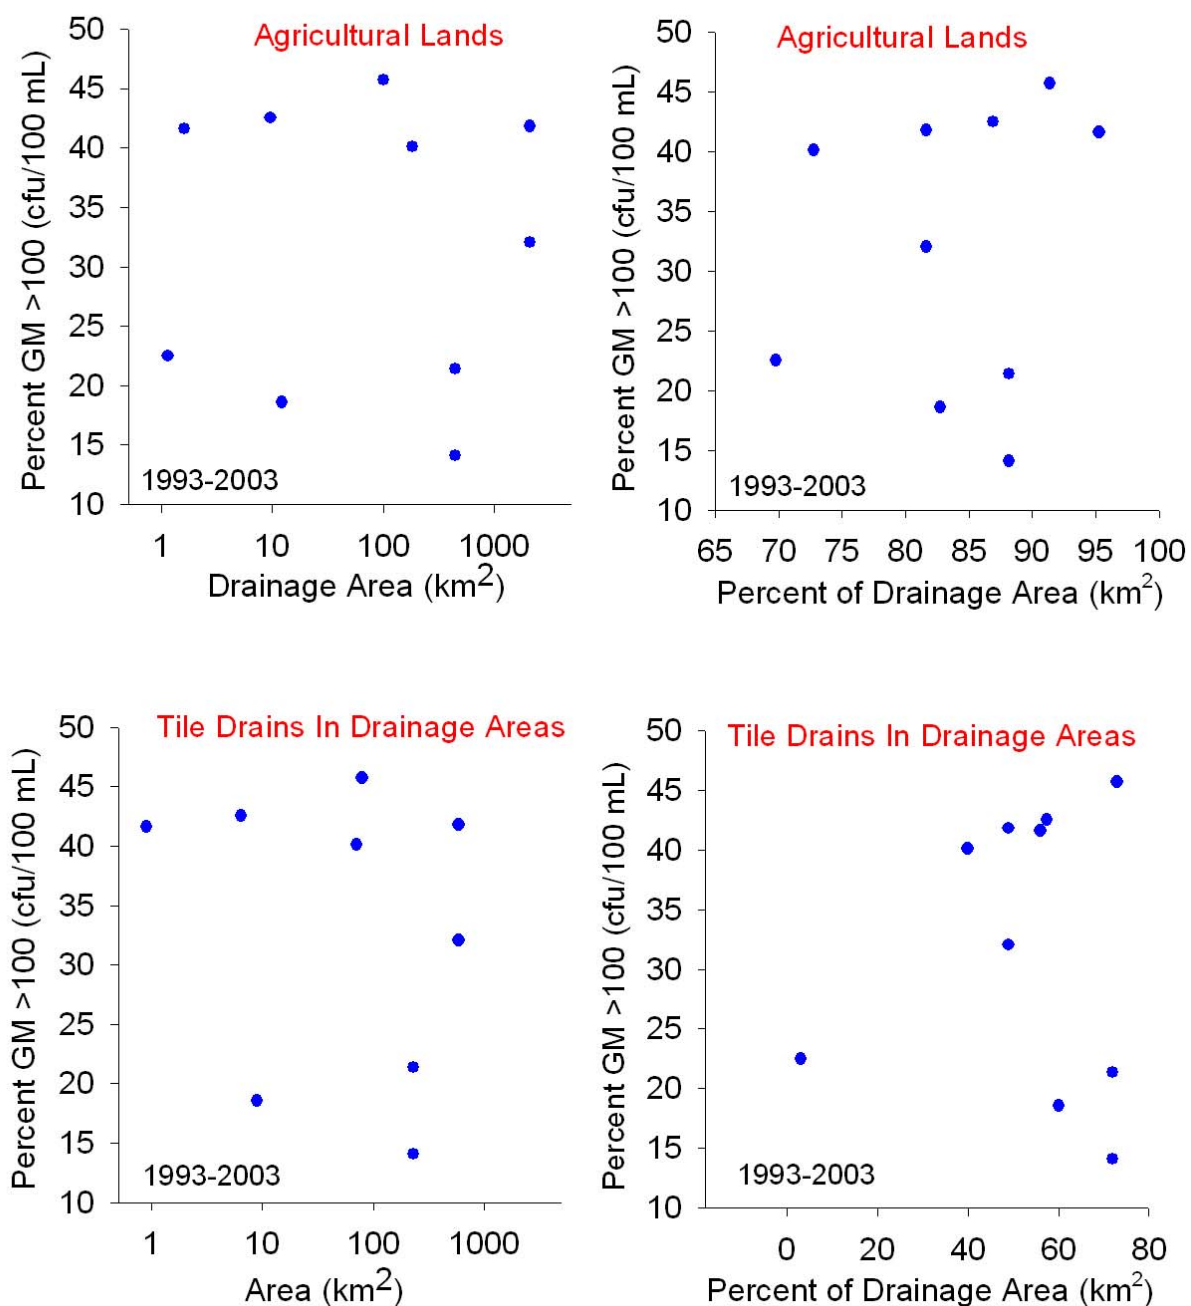 Agricultural Lands
Percent GM >100 (cfu/100 mL)
50
45
40
35
30
25
20
15
10
1993-2003
1 10 100 1000
Drainage Area (km²)
Agricultural Lands
Percent GM >100 (cfu/100 mL)
50
45
40
35
30
25
20
15
10
1993-2003
65 70 75 80 85 90 95 100
Percent of Drainage Area (km²)
Tile Drains In Drainage Areas
Percent GM >100 (cfu/100 mL)
50
45
40
35
30
25
20
15
10
1993-2003
1 10 100 1000
Area (km²)
Tile Drains In Drainage Areas
Percent GM >100 (cfu/100 mL)
50
45
40
35
30
25
20
15
10
1993-2003
0 20 40 60 80
Percent of Drainage Area (km²)